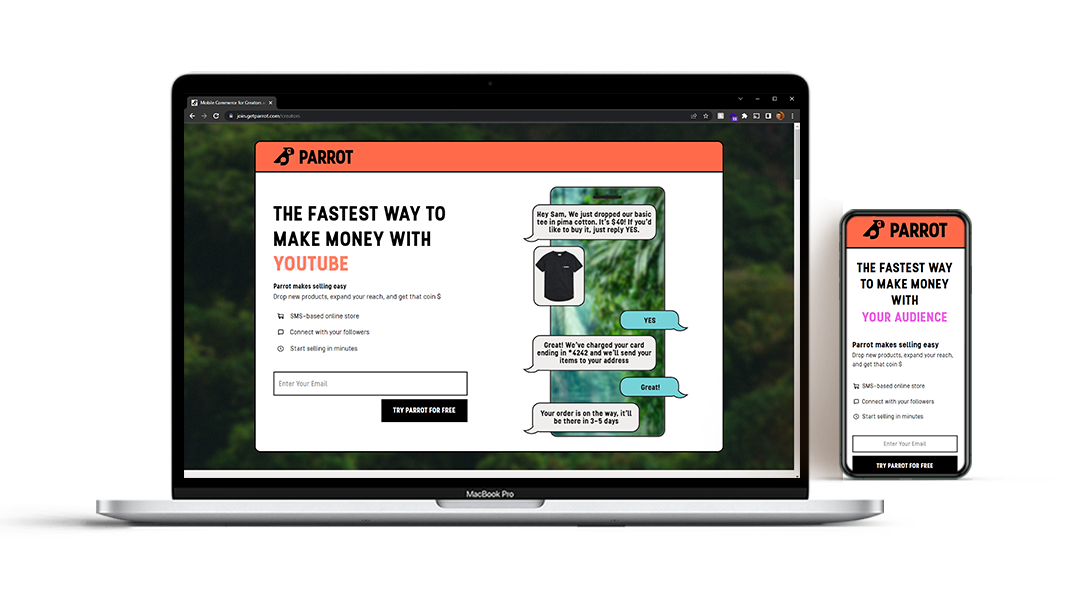 Mobile Commerce for Creators
join.getparrot.com/creators
PARROT
THE FASTEST WAY TO
MAKE MONEY WITH
YOUTUBE
Parrot makes selling easy
Drop new products, expand your reach, and get that coin $
SMS-based online store
Connect with your followers
Start selling in minutes
Enter Your Email
TRY PARROT FOR FREE
Hey Sam, We just dropped our basic
tee in pima cotton. It's $40! If you'd
like to buy it, just reply YES.
YES
Great! We've charged your card
ending in *4242 and we'll send your
items to your address
Great!
Your order is on the way, it'll
be there in 3-5 days
MacBook Pro
PARROT
THE FASTEST WAY
TO MAKE MONEY
WITH
YOUR AUDIENCE
Parrot makes selling easy
Drop new products, expand your reach,
and get that coin $
SMS-based online store
Connect with your followers
Start selling in minutes
Enter Your Email
TRY PARROT FOR FREE